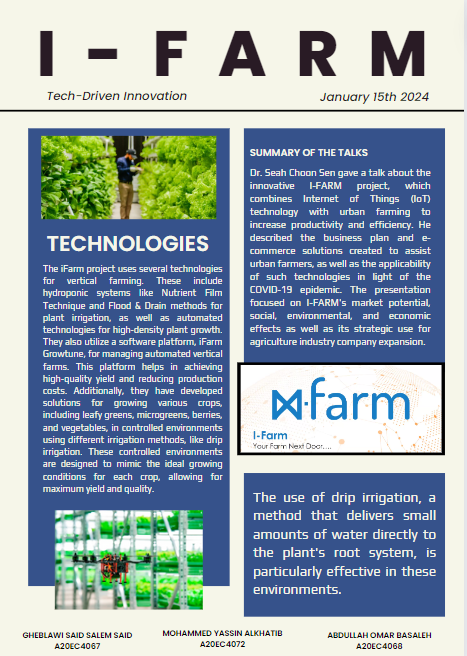 I - FARM
Tech-Driven Innovation
January 15th 2024
TECHNOLOGIES
The iFarm project uses several technologies
for vertical farming. These include
hydroponic systems like Nutrient Film
Technique and Flood & Drain methods for
plant irrigation, as well as automated
technologies for high-density plant growth.
They also utilize a software platform, iFarm
Growtune, for managing automated vertical
farms. This platform helps in achieving
high-quality yield and reducing production
costs. Additionally, they have developed
solutions for growing various crops,
including leafy greens, microgreens, berries,
and vegetables, in controlled environments
using different irrigation methods, like drip
irrigation. These controlled environments
are designed to mimic the ideal growing
conditions for each crop, allowing for
maximum yield and quality.
SUMMARY OF THE TALKS
Dr. Seah Choon Sen gave a talk about the
innovative I-FARM project, which
combines Internet of Things (IoT)
technology with urban farming to
increase productivity and efficiency. He
described the business plan and e-
commerce solutions created to assist
urban farmers, as well as the applicability
of such technologies in light of the
COVID-19 epidemic. The presentation
focused on I-FARM's market potential,
social, environmental, and economic
effects as well as its strategic use for
agriculture industry company expansion.
farm
I-Farm
Your Farm Next Door,...
The use of drip irrigation, a
method that delivers small
amounts of water directly to
the plant's root system, is
particularly effective in these
environments.
GHEBLAWI SAID SALEM SAID
A20EC4067
MOHAMMED YASSIN ALKHATIB
A20EC4072
ABDULLAH OMAR BASALEH
A20EC4068